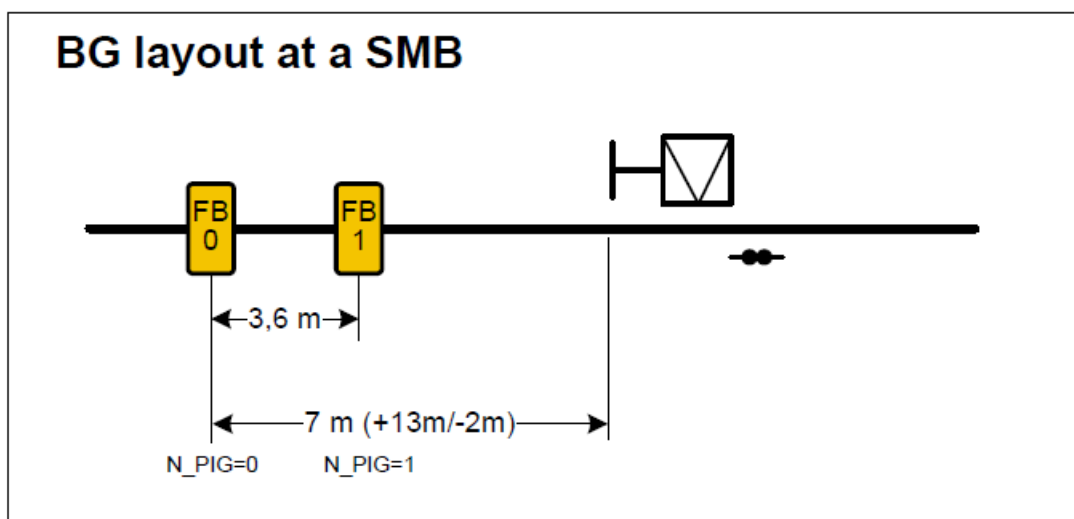 BG layout at a SMB
FB
0
FB
1
3,6 m
7 m (+13m/-2m)
N_PIG=0
N_PIG=1